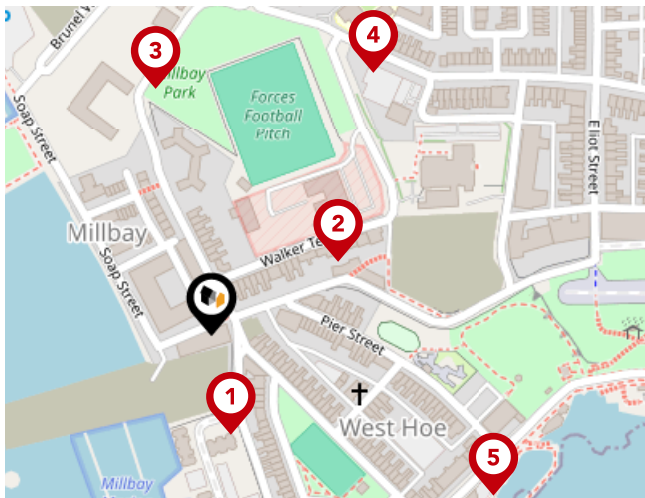 Brunel W
3
4
Millbay
Park
Forces
Football
Pitch
Soap Street
Eliot Street
2
Millbay
Walker Te
Soap Street
Pier Street
1
West Hoe
5
Millbay